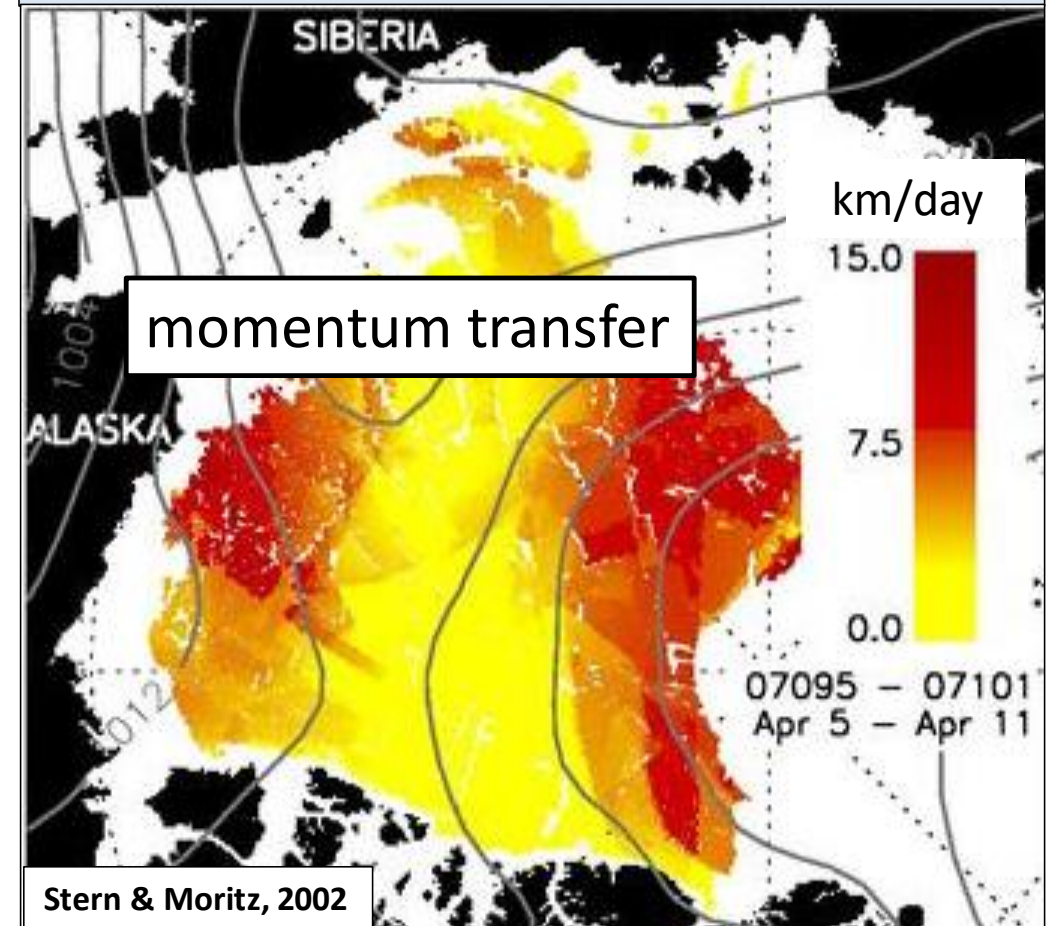 SIBERIA
km/day
15.0
momentum transfer
1004
ALASKA
7.5
0.0
07095 – 07101
Apr 5 – Apr 11
012
Stern & Moritz, 2002